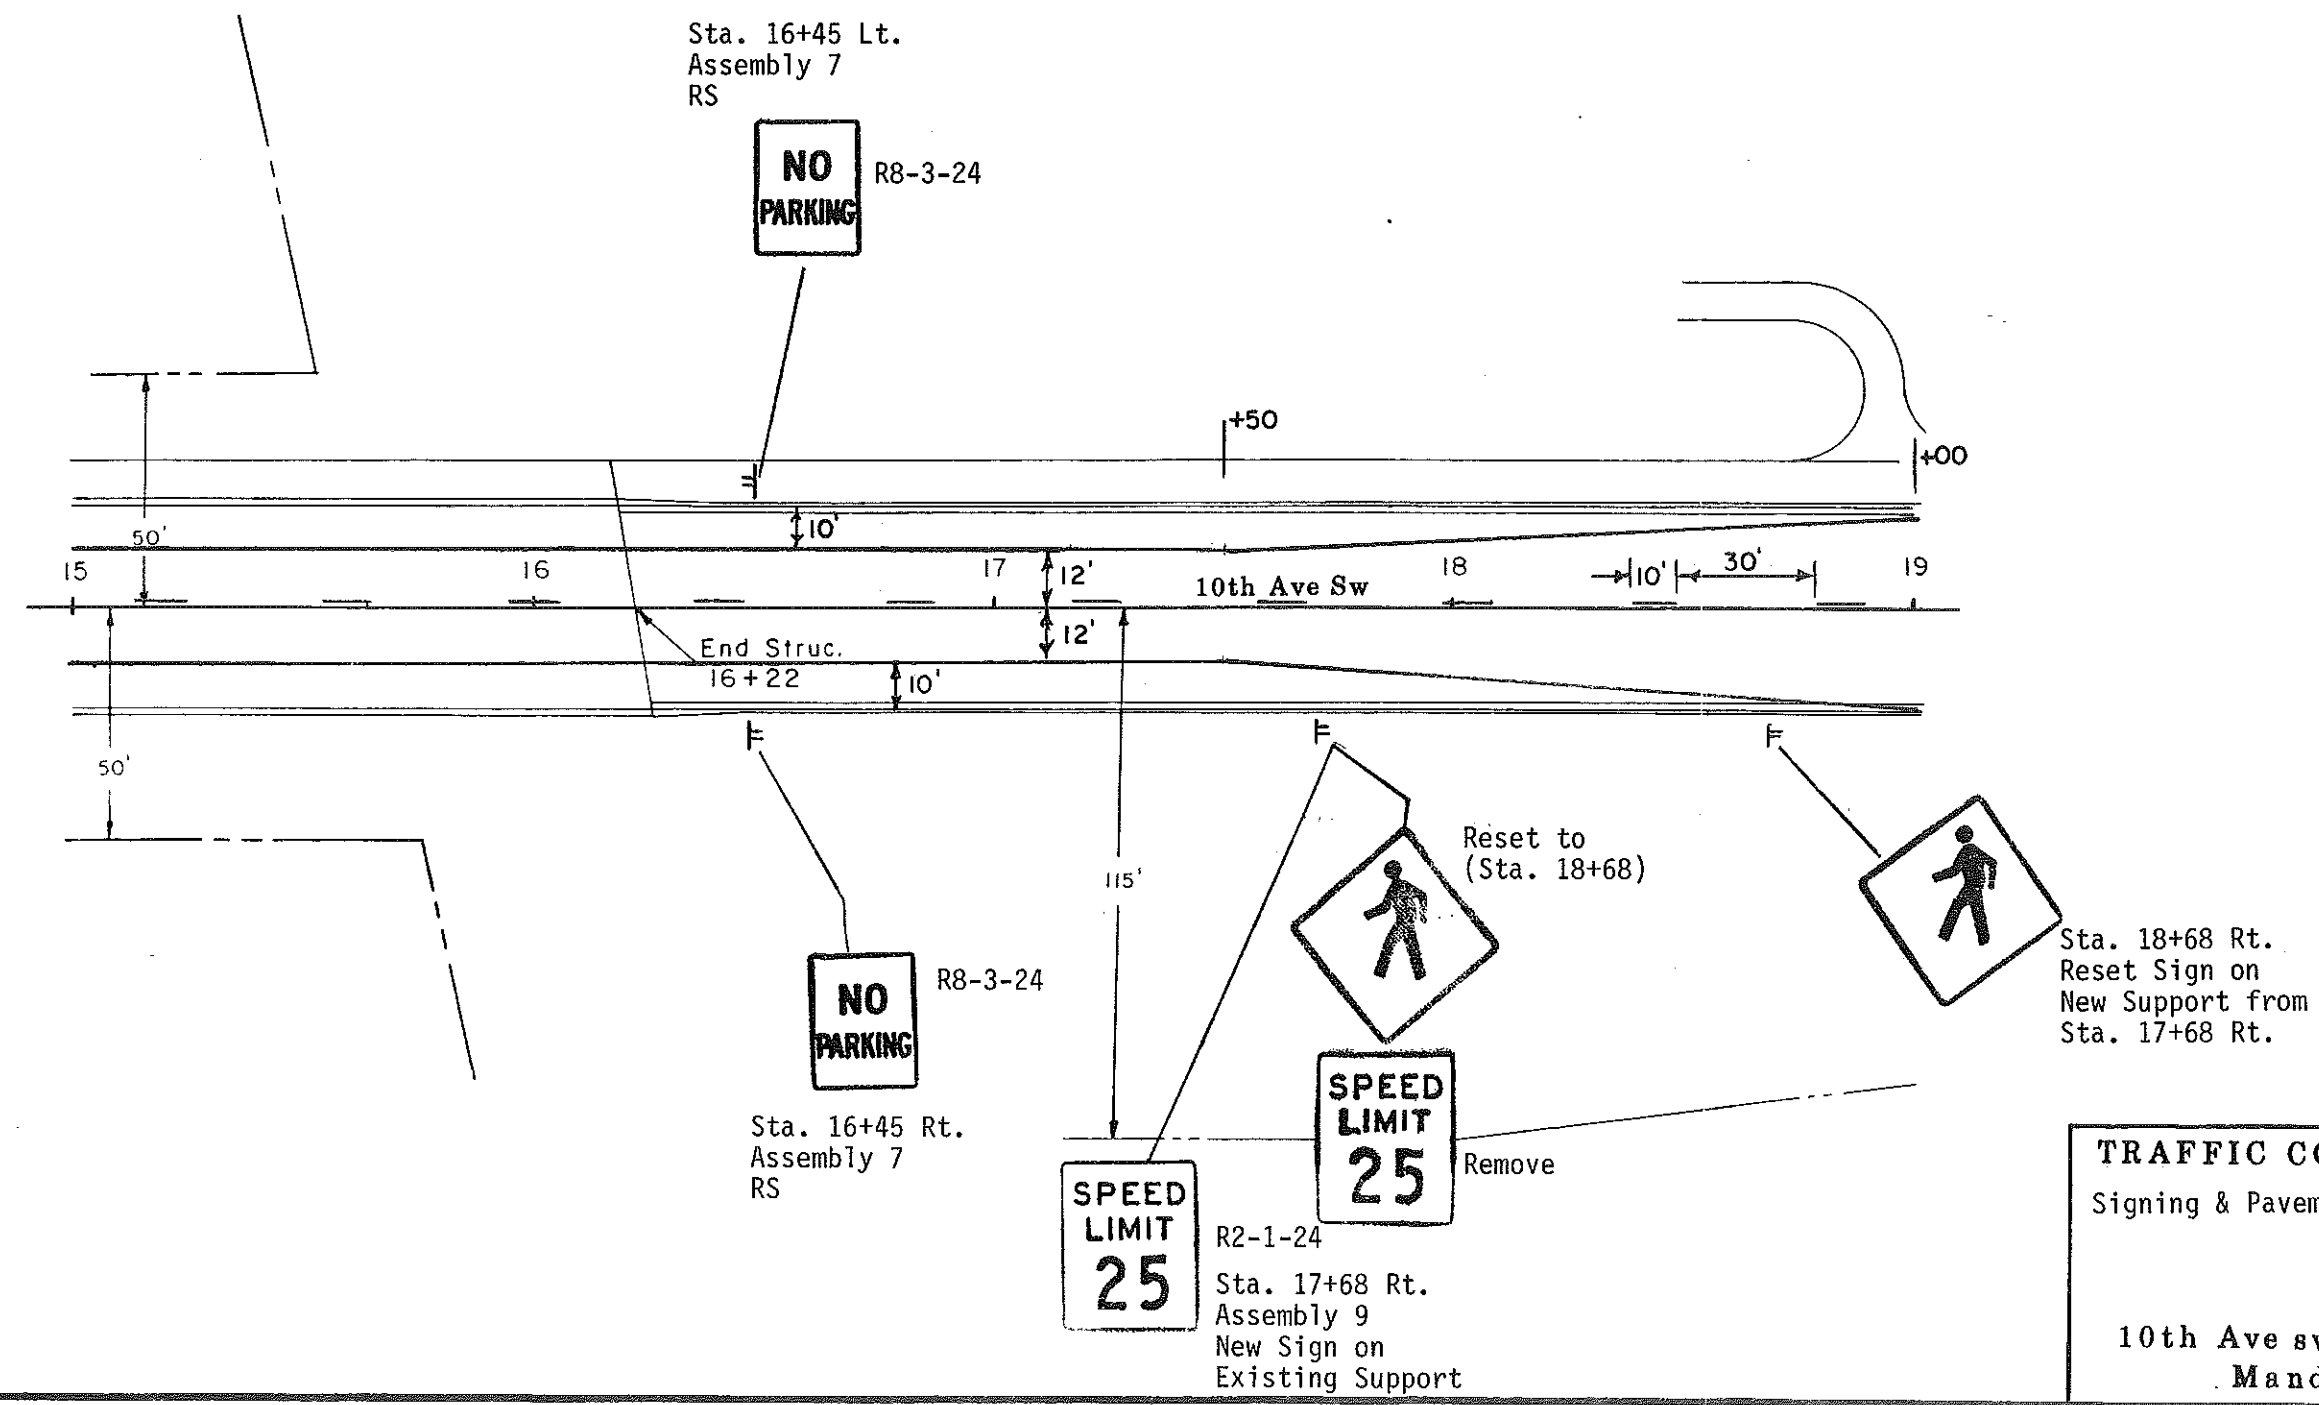 Sta. 16+45 Lt.
Assembly 7
RS
NO
PARKING
R8-3-24
+50
+00
10'
50'
15
16
17
12'
10th Ave Sw
18
10'
30'
19
12'
End Struc.
16+22
10'
50'
115'
Reset to
(Sta. 18+68)
NO
PARKING
R8-3-24
Sta. 16+45 Rt.
Assembly 7
RS
Sta. 18+68 Rt.
Reset Sign on
New Support from
Sta. 17+68 Rt.
SPEED
LIMIT
25
Remove
SPEED
LIMIT
25
R2-1-24
Sta. 17+68 Rt.
Assembly 9
New Sign on
Existing Support
TRAFFIC CO
Signing & Pavem
10th Ave sw
Mand